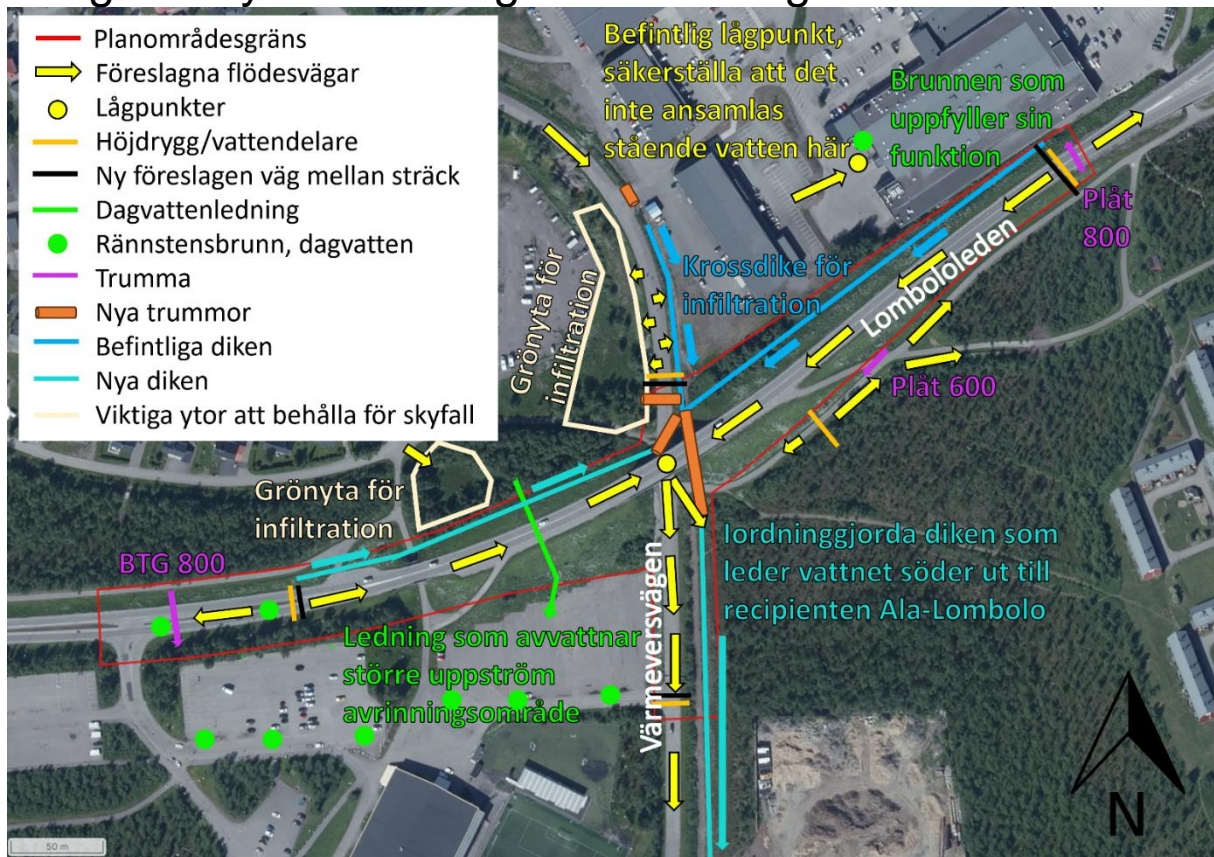 Planområdesgräns
Föreslagna flödesvägar
Lågpunkter
Höjdrygg/vattendelare
Ny föreslagen väg mellan sträck
Dagvattenledning
Rännstensbrunn, dagvatten
Trumma
Nya trummor
Befintliga diken
Nya diken
Viktiga ytor att behålla för skyfall
Befintlig lågpunkt,
säkerställa att det
inte ansamlas
stående vatten här
Brunnen som
uppfyller sin
funktion
Plåt
800
Krossdike för
infiltration
Lombololeden
Grönyta för
infiltration
Plåt 600
Grönyta för
infiltration
BTG 800
Iordninggjorda diken som
leder vattnet söder ut till
recipienten Ala-Lombolo
Ledning som avvattnar
större uppström
avrinningsområde
Värmeversvägen
N
50 m